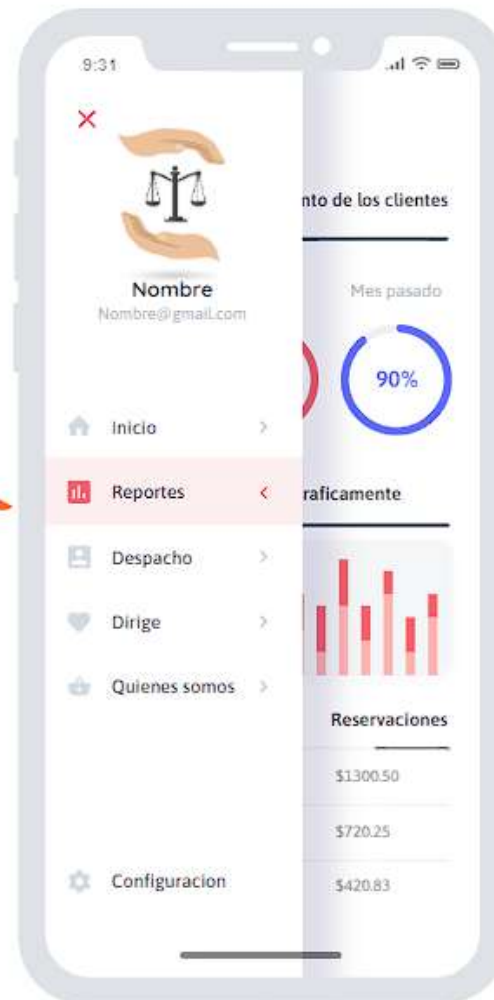 9:31
nto de los clientes
Nombre
Nombre@gmail.com
Mes pasado
90%
Inicio
Reportes
raficamente
Despacho
Dirige
Quienes somos
Reservaciones
$1300.50
$720.25
Configuracion
$420.83